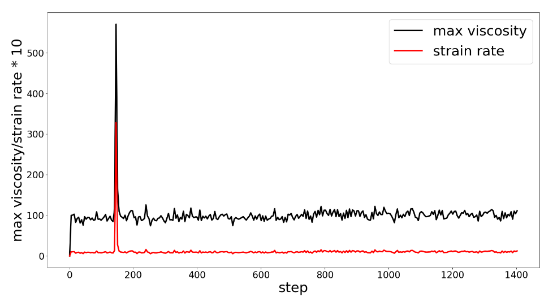 max viscosity
strain rate
max viscosity/strain rate * 10
500
400
300
200
100
0
0 200 400 600 800 1000 1200 1400
step